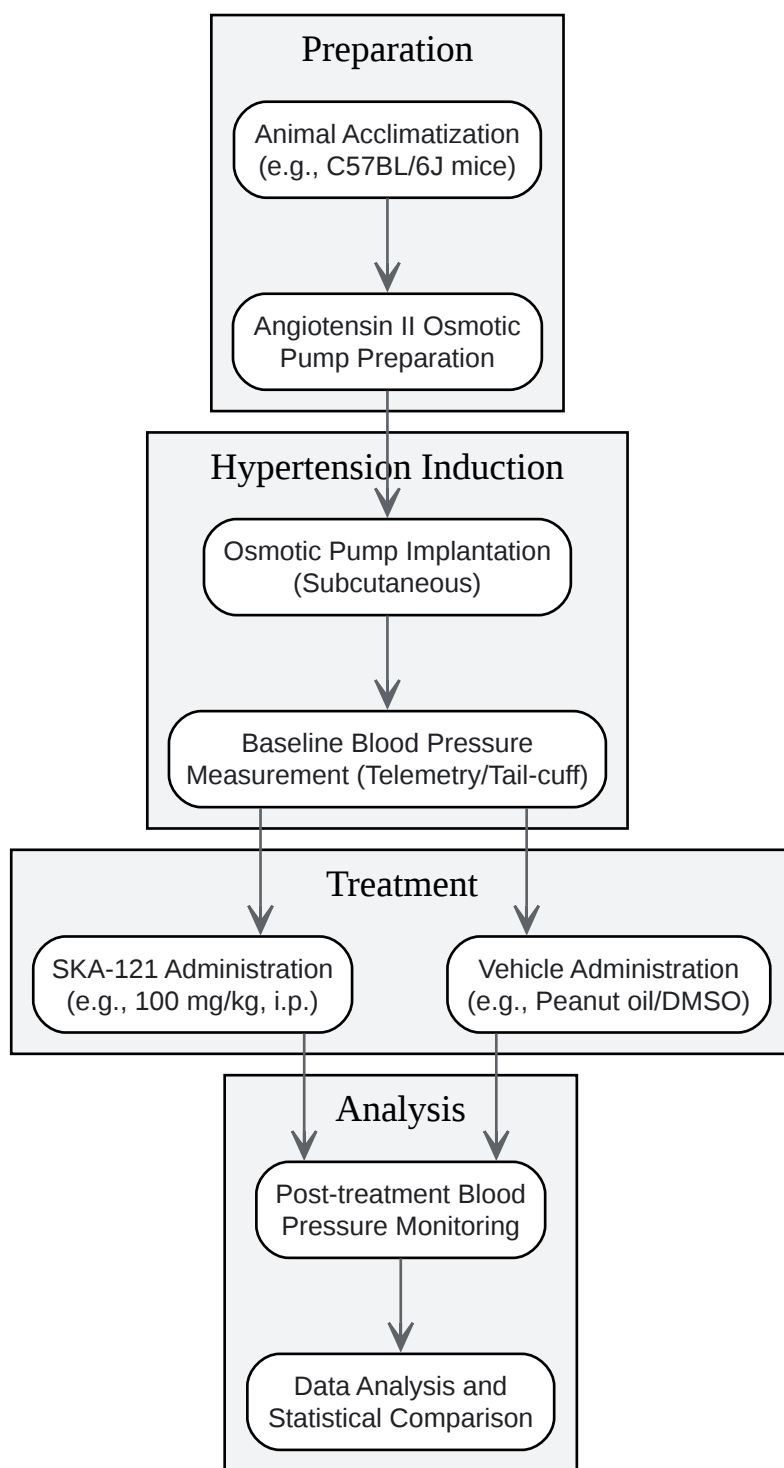 Preparation
Animal Acclimatization
(e.g., C57BL/6J mice)
Angiotensin II Osmotic
Pump Preparation
Hypertension Induction
Osmotic Pump Implantation
(Subcutaneous)
Baseline Blood Pressure
Measurement (Telemetry/Tail-cuff)
Treatment
SKA-121 Administration
(e.g., 100 mg/kg, i.p.)
Vehicle Administration
(e.g., Peanut oil/DMSO)
Analysis
Post-treatment Blood
Pressure Monitoring
Data Analysis and
Statistical Comparison